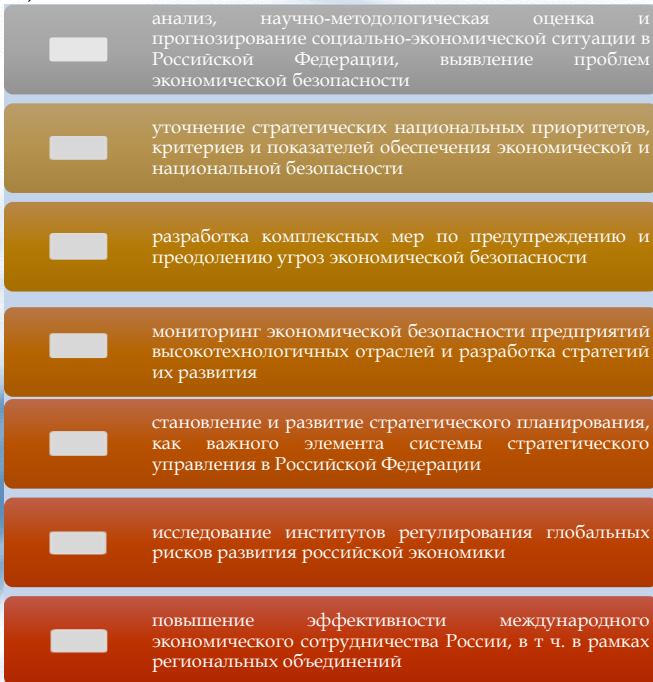 анализ, научно-методологическая оценка и
прогнозирование социально-экономической ситуации в
Российской Федерации, выявление проблем
экономической безопасности
уточнение стратегических национальных приоритетов,
критериев и показателей обеспечения экономической и
национальной безопасности
разработка комплексных мер по предупреждению и
преодолению угроз экономической безопасности
мониторинг экономической безопасности предприятий
высокотехнологичных отраслей и разработка стратегий
их развития
становление и развитие стратегического планирования,
как важного элемента системы стратегического
управления в Российской Федерации
исследование институтов регулирования глобальных
рисков развития российской экономики
повышение эффективности международного
экономического сотрудничества России, в т ч. в рамках
региональных объединений